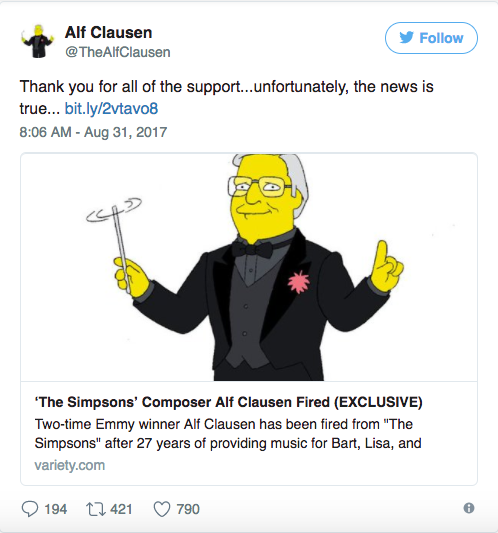 Alf Clausen
@TheAlfClausen
Follow
Thank you for all of the support...unfortunately, the news is
true... bit.ly/2vtavo8
8:06 AM - Aug 31, 2017
‘The Simpsons’ Composer Alf Clausen Fired (EXCLUSIVE)
Two-time Emmy winner Alf Clausen has been fired from "The
Simpsons" after 27 years of providing music for Bart, Lisa, and
variety.com
194 421 790